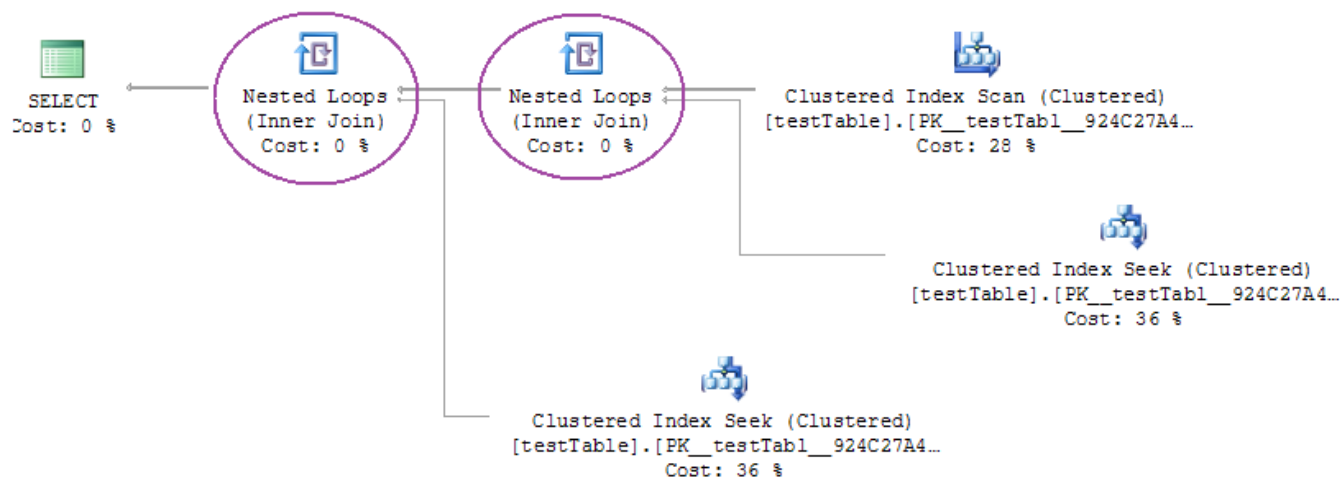 SELECT
Cost: 0 %
Nested Loops
(Inner Join)
Cost: 0 %
Nested Loops
(Inner Join)
Cost: 0 %
Clustered Index Scan (Clustered)
[testTable].[PK__testTabl__924C27A4…
Cost: 28 %
Clustered Index Seek (Clustered)
[testTable].[PK__testTabl__924C27A4…
Cost: 36 %
Clustered Index Seek (Clustered)
[testTable].[PK__testTabl__924C27A4…
Cost: 36 %